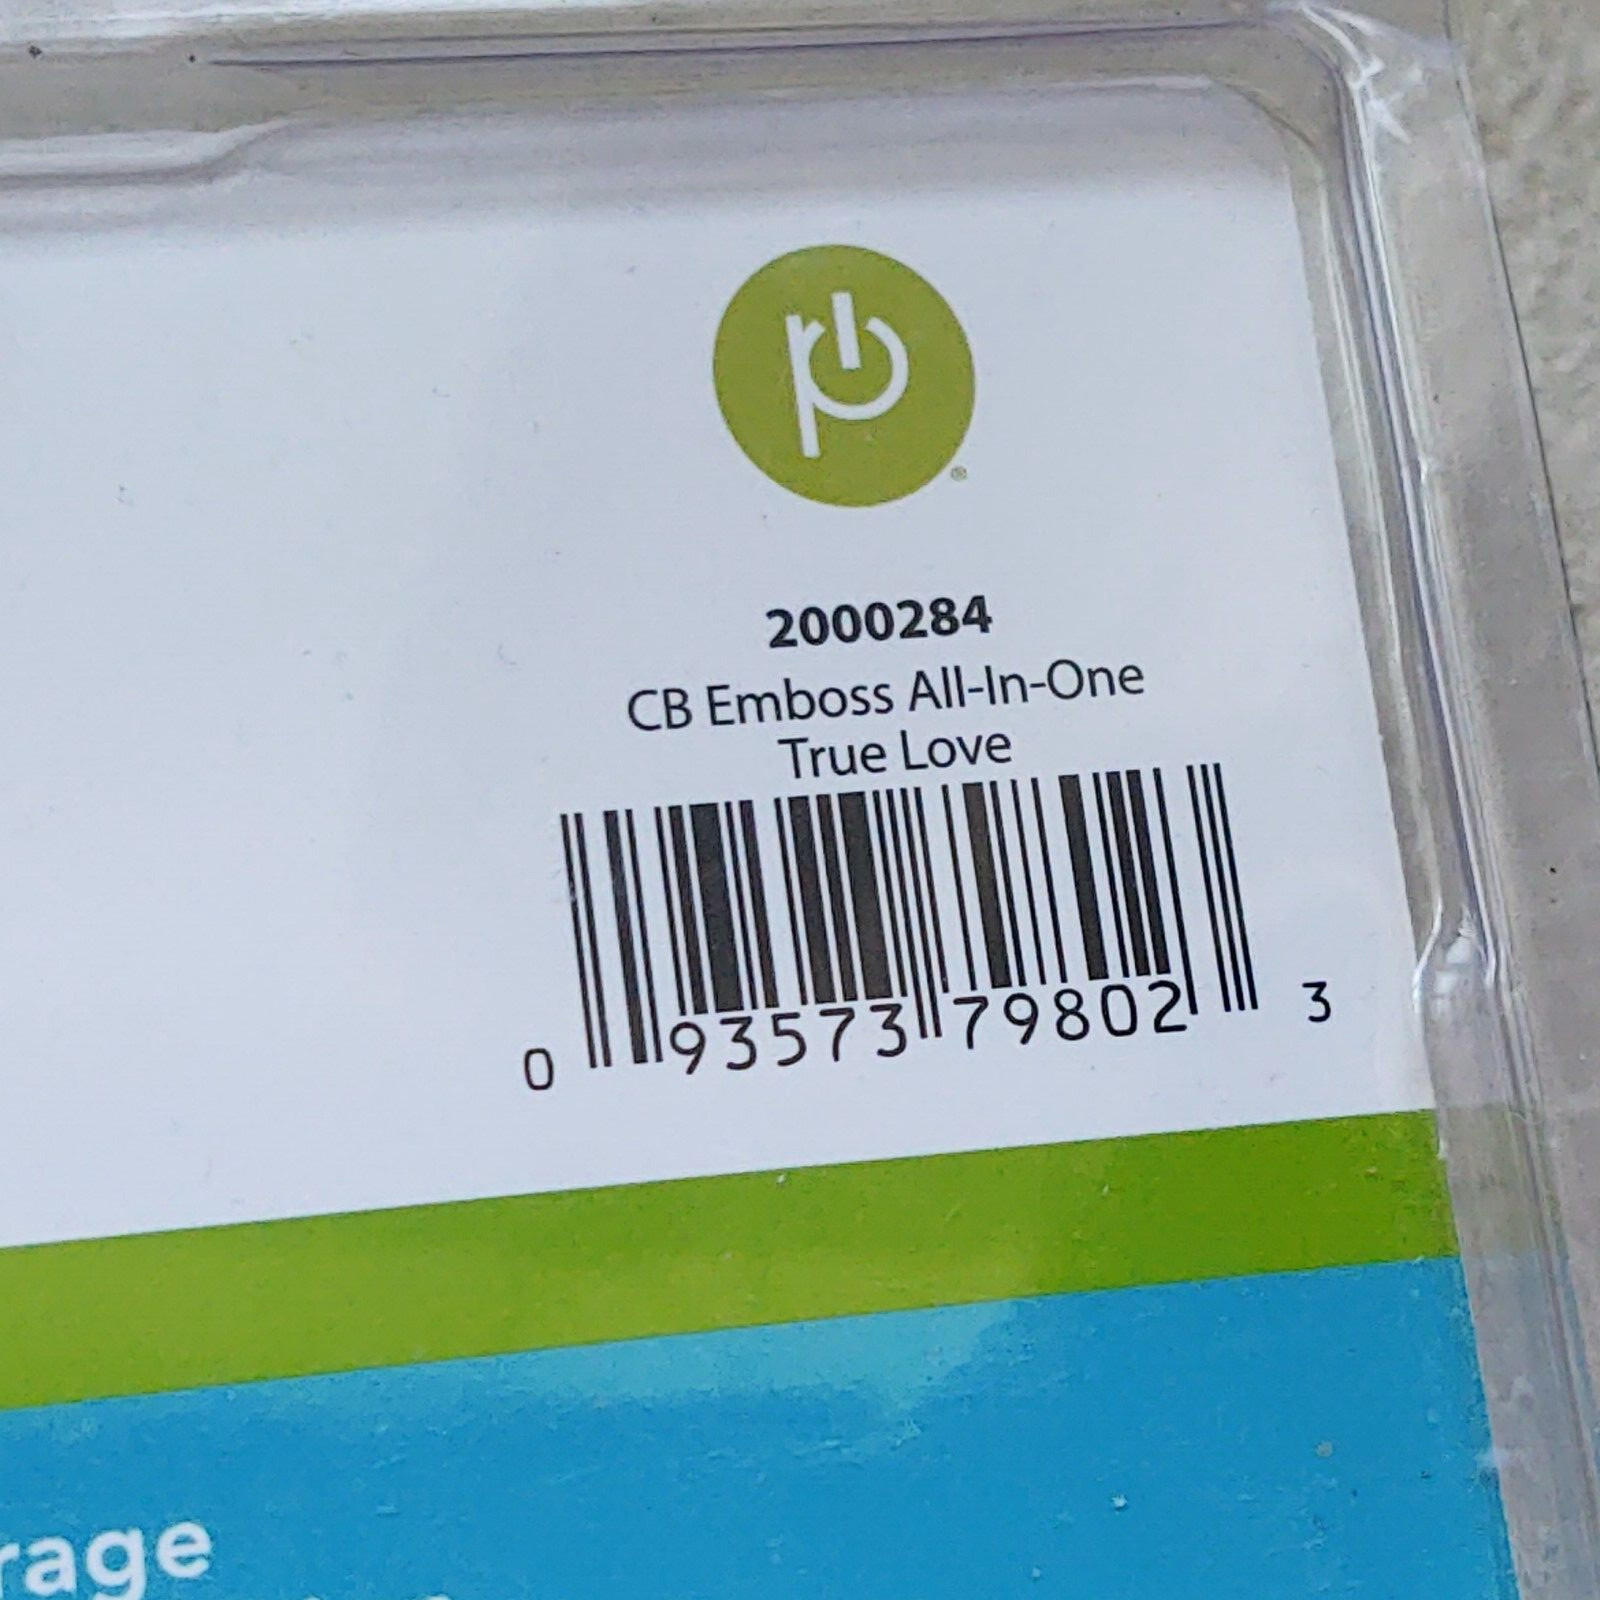 ®
2000284
CB Emboss All-In-One
True Love
0 93573 79802 3
rage